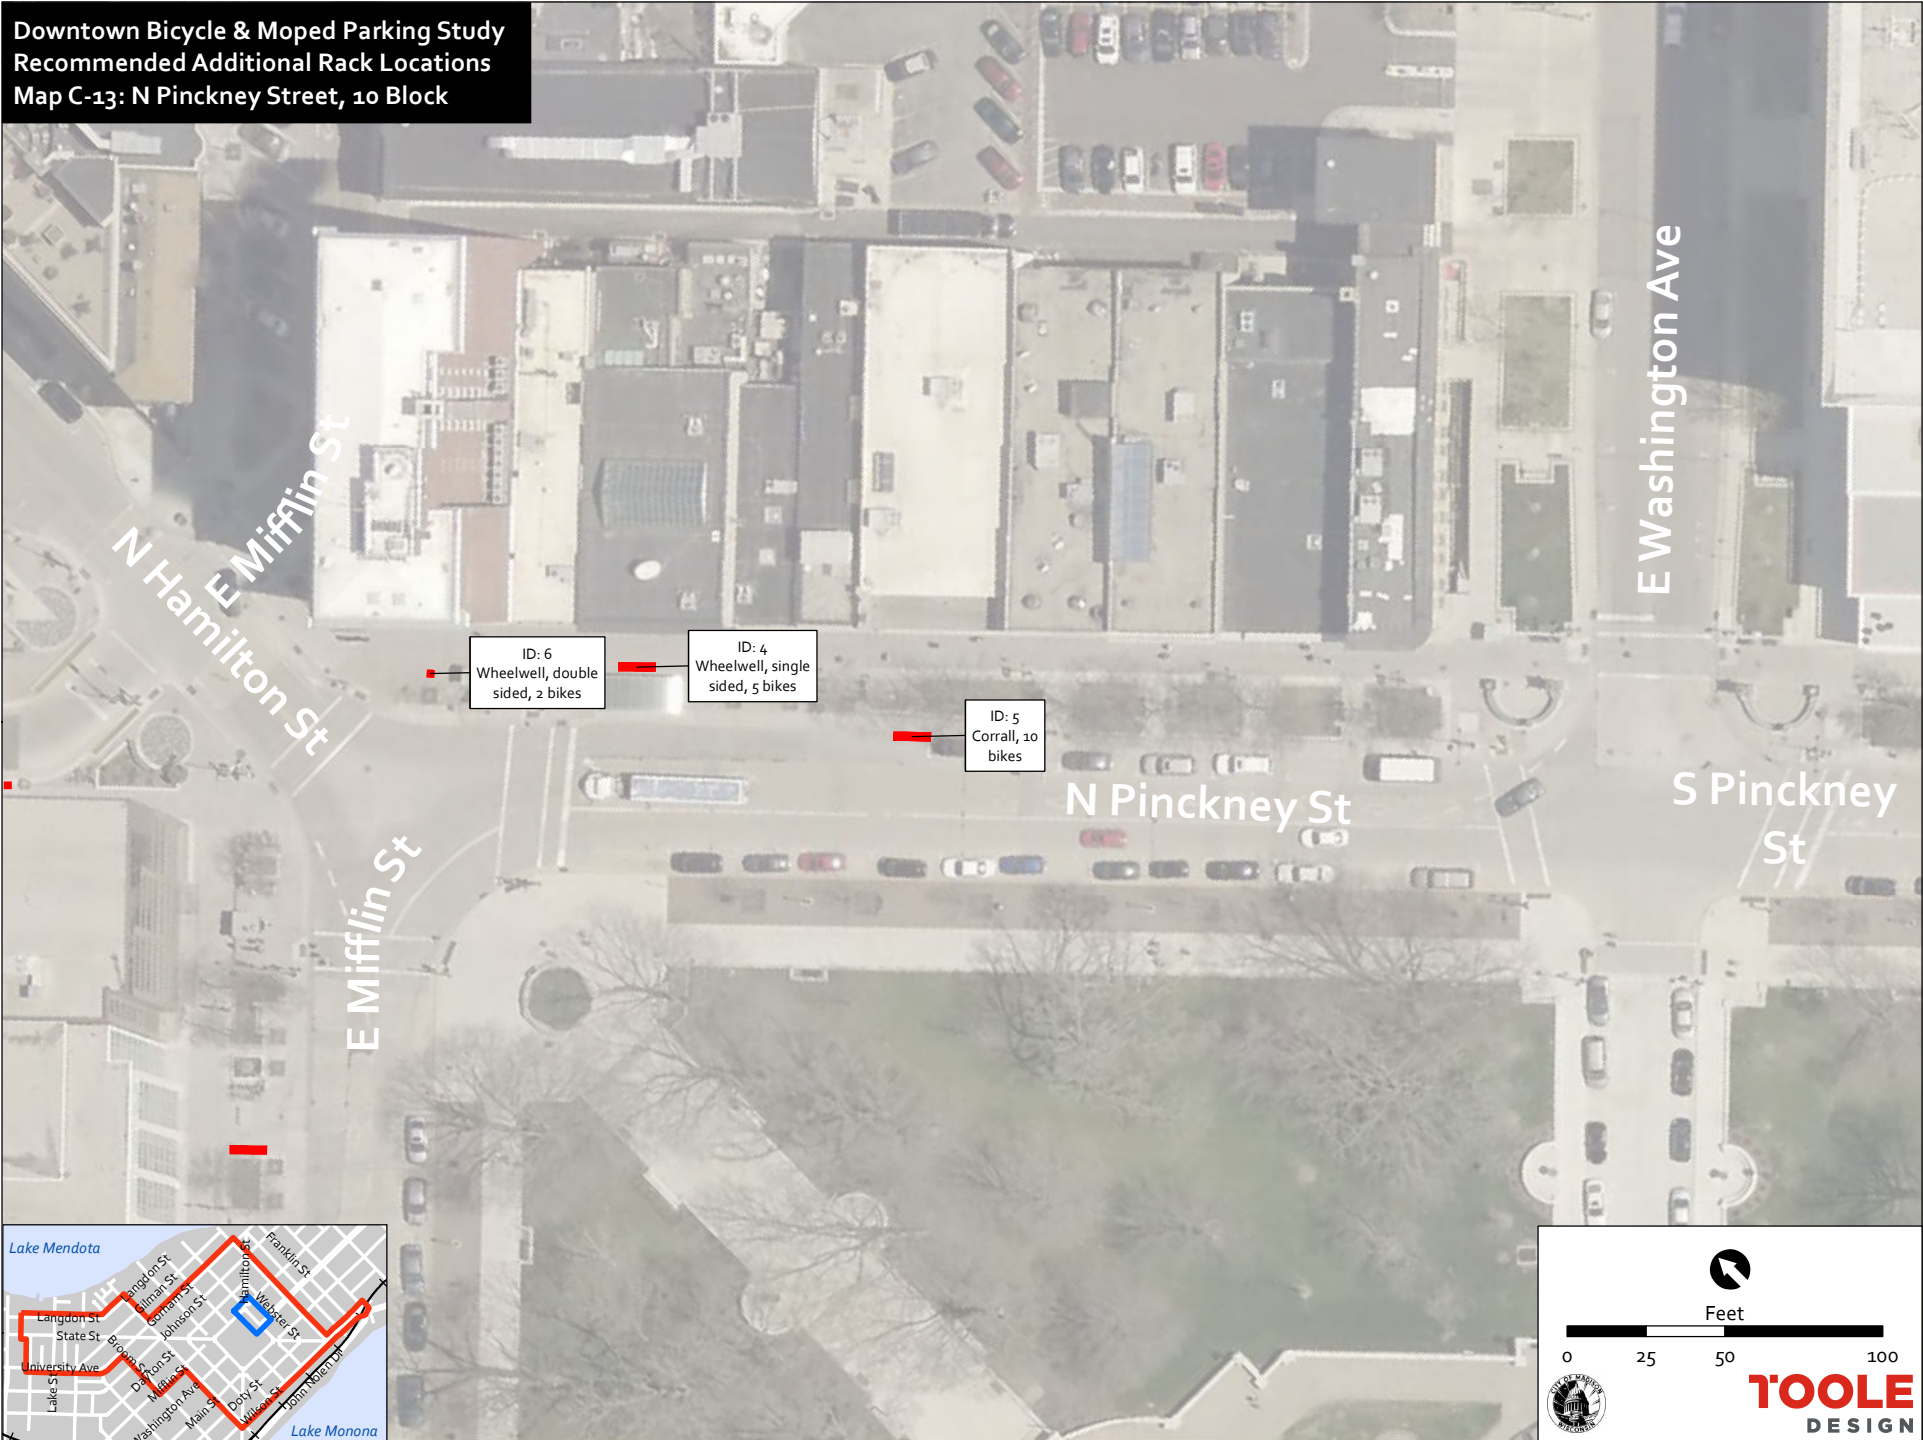 Downtown Bicycle & Moped Parking Study
Recommended Additional Rack Locations
Map C-13: N Pinckney Street, 10 Block
E Washington Ave
E Mifflin St
N Hamilton St
ID: 6
Wheelwell, double
sided, 2 bikes
ID: 4
Wheelwell, single
sided, 5 bikes
ID: 5
Corrall, 10
bikes
N Pinckney St
S Pinckney
St
E Mifflin St
Lake Mendota
Langdon St
Gilman St
Gorham St
Johnson St
Hamilton St
Franklin St
Webster St
Langdon St
State St
University Ave
Lake St
Broom St
Dayton St
Mifflin St
Washington Ave
Main St
Doty St
Wilson St
John Nolen Dr
Lake Monona
Feet
0 25 50 100
CITY OF MADISON
WISCONSIN
TOOLE
DESIGN